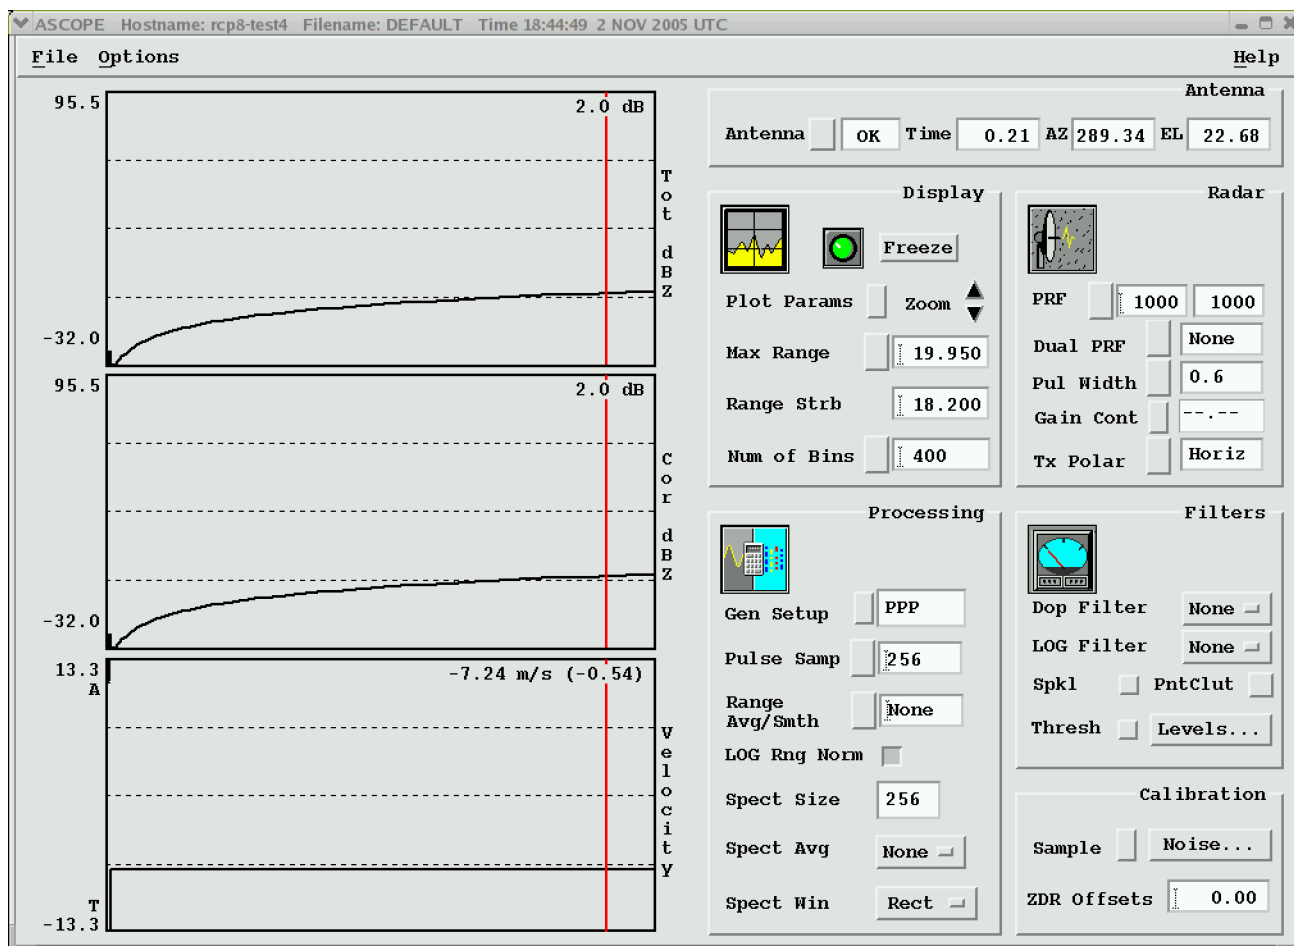 ASCOPE Hostname: rcp8-test4 Filename: DEFAULT Time 18:44:49 2 NOV 2005 UTC
File Options Help
95.5
2.0 dB
Tot dBZ
-32.0
95.5
2.0 dB
Cor dBZ
-32.0
13.3
A
-7.24 m/s (-0.54)
Velocity
T
-13.3
Antenna
Antenna OK Time 0.21 AZ 289.34 EL 22.68
Display
Freeze
Plot Params Zoom
Max Range 19.950
Range Strb 18.200
Num of Bins 400
Radar
PRF 1000 1000
Dual PRF None
Pul Width 0.6
Gain Cont --.--
Tx Polar Horiz
Processing
Gen Setup PPP
Pulse Samp 256
Range
Avg/Smth None
LOG Rng Norm
Spect Size 256
Spect Avg None
Spect Win Rect
Filters
Dop Filter None
LOG Filter None
Spkl PntClut
Thresh Levels...
Calibration
Sample Noise...
ZDR Offsets 0.00